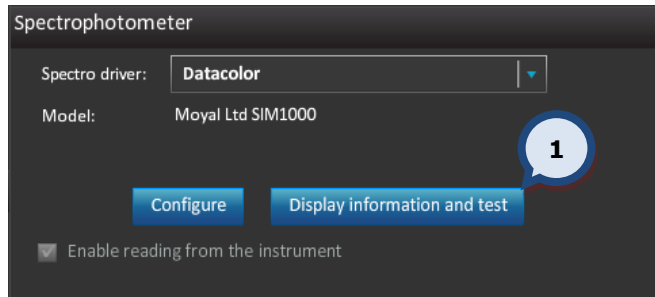 Spectrophotometer
Spectro driver: Datacolor
Model: Moyal Ltd SIM1000
1
Configure Display information and test
Enable reading from the instrument